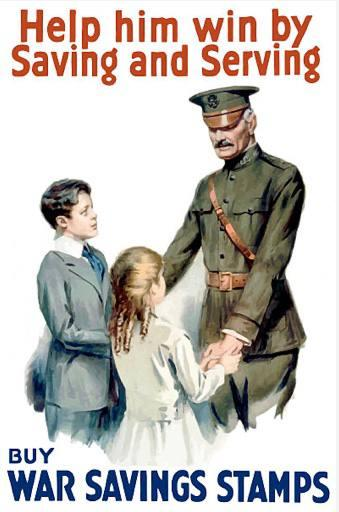 Help him win by
Saving and Serving
BUY
WAR SAVINGS STAMPS